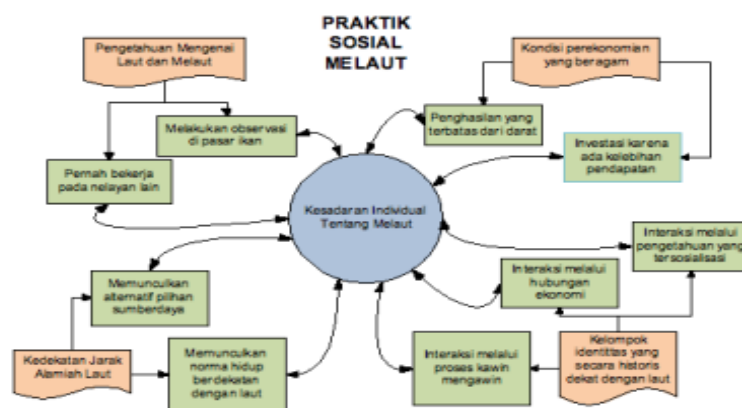 PRAKTIK
SOSIAL
MELAUT
Pengetahuan Mengenai
Laut dan Melaut
Kondisi perekonomian
yang beragam
Melakukan observasi
di pasar ikan
Penghasilan yang
terbatas dari darat
Pernah bekerja
pada nelayan lain
Investasi karena
ada kelebihan
pendapatan
Kesadaran Individual
Tentang Melaut
Interaksi melalui
pengetahuan yang
tersosialisasi
Memunculkan
alternatif pilihan
sumberdaya
Interaksi melalui
hubungan
ekonomi
Kedekatan Jarak
Alamiah Laut
Memunculkan
norma hidup
berdekatan
dengan laut
Interaksi melalui
proses kawin
mengawin
Kelompok
identittas yang
secara historis
dekat dengan laut